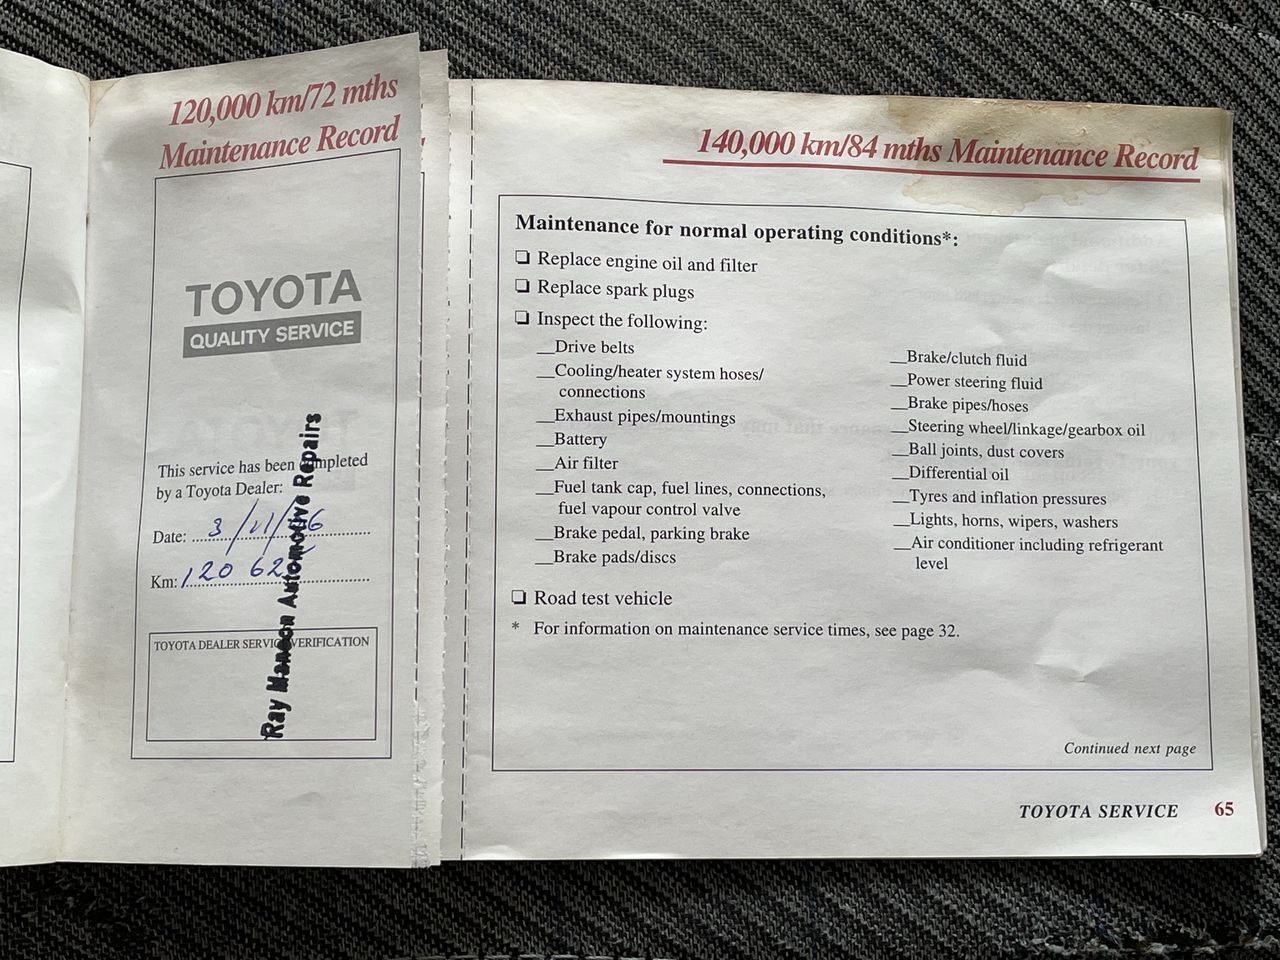 120,000 km/72 mths
Maintenance Record
TOYOTA
QUALITY SERVICE
This service has been completed
by a Toyota Dealer:
Date: 3/11/
Km: 120 62
TOYOTA DEALER SERVICE VERIFICATION
Ray Manson Automotive Repairs
140,000 km/84 mths Maintenance Record
Maintenance for normal operating conditions*:
❏ Replace engine oil and filter
❏ Replace spark plugs
❏ Inspect the following:
__Drive belts
__Cooling/heater system hoses/
connections
__Exhaust pipes/mountings
__Battery
__Air filter
__Fuel tank cap, fuel lines, connections,
fuel vapour control valve
__Brake pedal, parking brake
__Brake pads/discs
__Brake/clutch fluid
__Power steering fluid
__Brake pipes/hoses
__Steering wheel/linkage/gearbox oil
__Ball joints, dust covers
__Differential oil
__Tyres and inflation pressures
__Lights, horns, wipers, washers
__Air conditioner including refrigerant
level
❏ Road test vehicle
* For information on maintenance service times, see page 32.
Continued next page
TOYOTA SERVICE 65